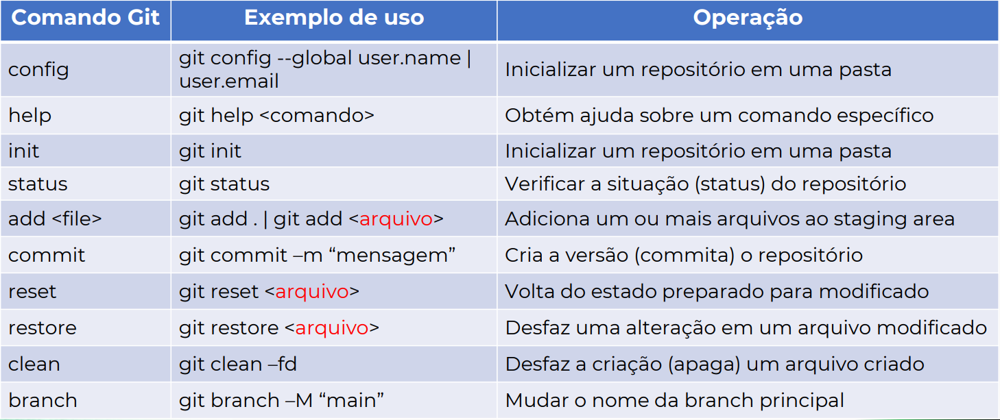 Comando Git Exemplo de uso Operação
config git config --global user.name | user.email Inicializar um repositório em uma pasta
help git help <comando> Obtém ajuda sobre um comando específico
init git init Inicializar um repositório em uma pasta
status git status Verificar a situação (status) do repositório
add <file> git add . | git add <arquivo> Adiciona um ou mais arquivos ao staging area
commit git commit –m “mensagem” Cria a versão (commita) o repositório
reset git reset <arquivo> Volta do estado preparado para modificado
restore git restore <arquivo> Desfaz uma alteração em um arquivo modificado
clean git clean –fd Desfaz a criação (apaga) um arquivo criado
branch git branch –M “main” Mudar o nome da branch principal